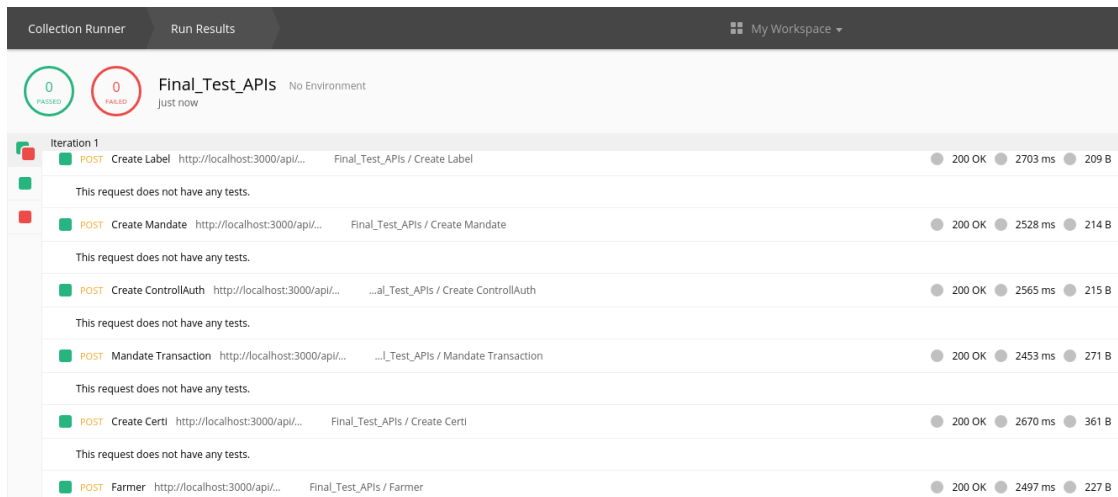 Collection Runner Run Results My Workspace
0 PASSED 0 FAILED Final_Test_APIs No Environment
just now
Iteration 1
POST Create Label http://localhost:3000/api/... Final_Test_APIs / Create Label 200 OK 2703 ms 209 B
This request does not have any tests.
POST Create Mandate http://localhost:3000/api/... Final_Test_APIs / Create Mandate 200 OK 2528 ms 214 B
This request does not have any tests.
POST Create ControllAuth http://localhost:3000/api/... ...al_Test_APIs / Create ControllAuth 200 OK 2565 ms 215 B
This request does not have any tests.
POST Mandate Transaction http://localhost:3000/api/... ...l_Test_APIs / Mandate Transaction 200 OK 2453 ms 271 B
This request does not have any tests.
POST Create Certi http://localhost:3000/api/... Final_Test_APIs / Create Certi 200 OK 2670 ms 361 B
This request does not have any tests.
POST Farmer http://localhost:3000/api/... Final_Test_APIs / Farmer 200 OK 2497 ms 227 B